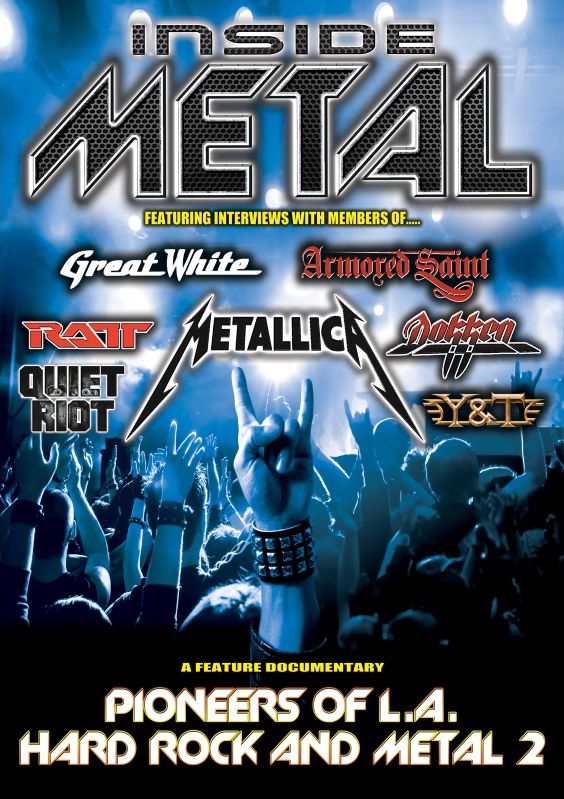 INSIDE
METAL
FEATURING INTERVIEWS WITH MEMBERS OF.....
Great White
Armored Saint
RATT
METALLICA
Dokken
QUIET
RIOT
Y&T
A FEATURE DOCUMENTARY
PIONEERS OF L.A.
HARD ROCK AND METAL 2